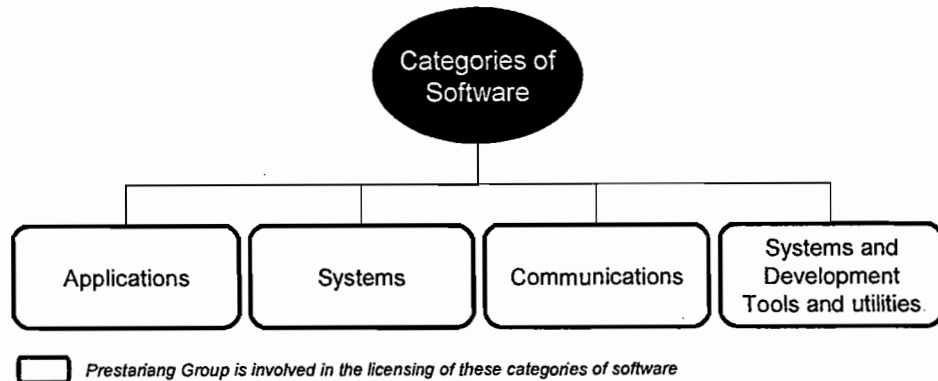 Categories of
Software
Applications
Systems
Communications
Systems and
Development
Tools and utilities
Prestariang Group is involved in the licensing of these categories of software